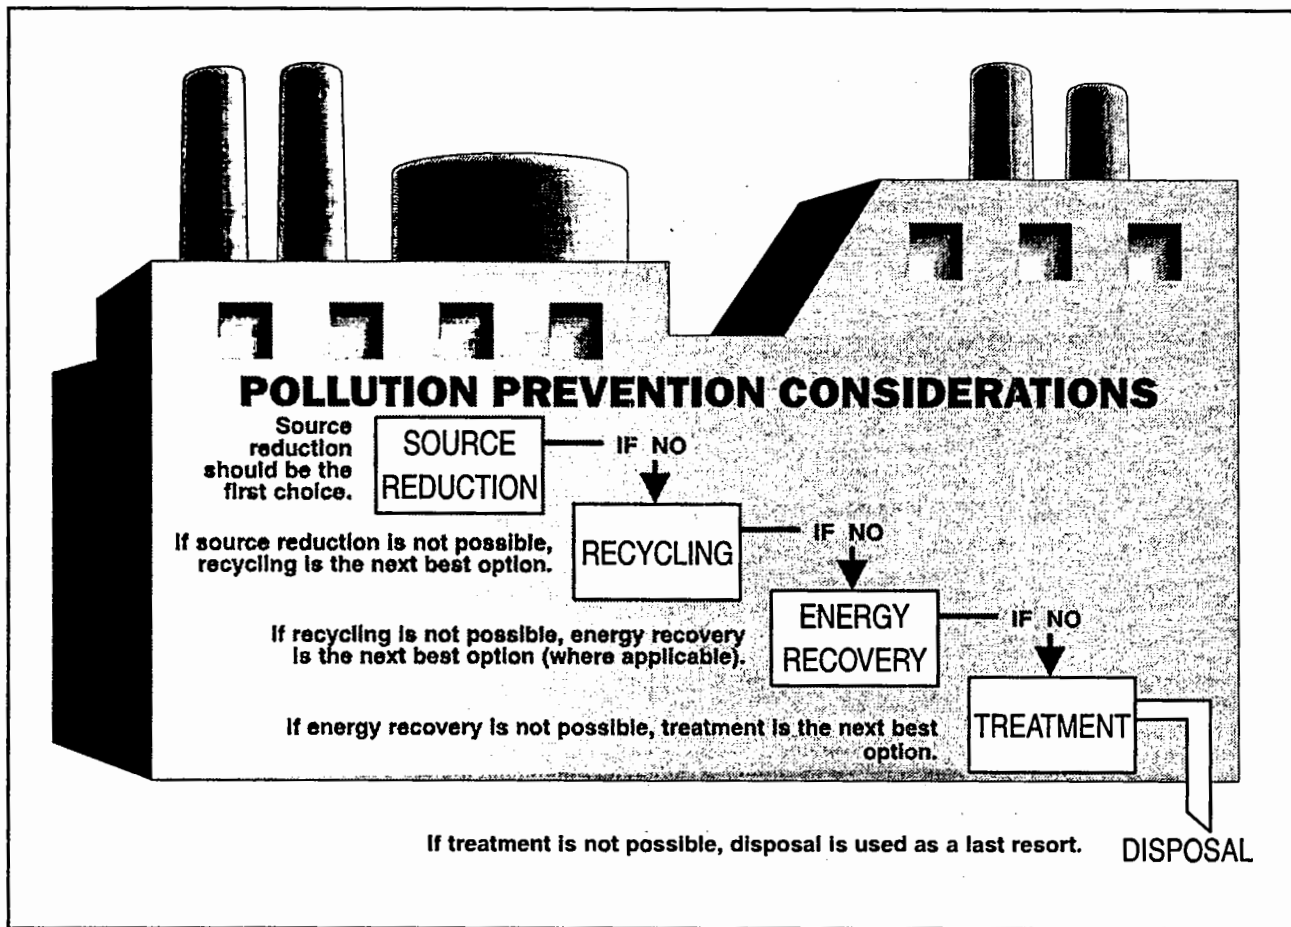 POLLUTION PREVENTION CONSIDERATIONS
Source
reduction
should be the
first choice.
SOURCE
REDUCTION
IF NO
If source reduction is not possible,
recycling is the next best option.
RECYCLING
IF NO
If recycling is not possible, energy recovery
is the next best option (where applicable).
ENERGY
RECOVERY
IF NO
If energy recovery is not possible, treatment is the next best
option.
TREATMENT
If treatment is not possible, disposal is used as a last resort.
DISPOSAL